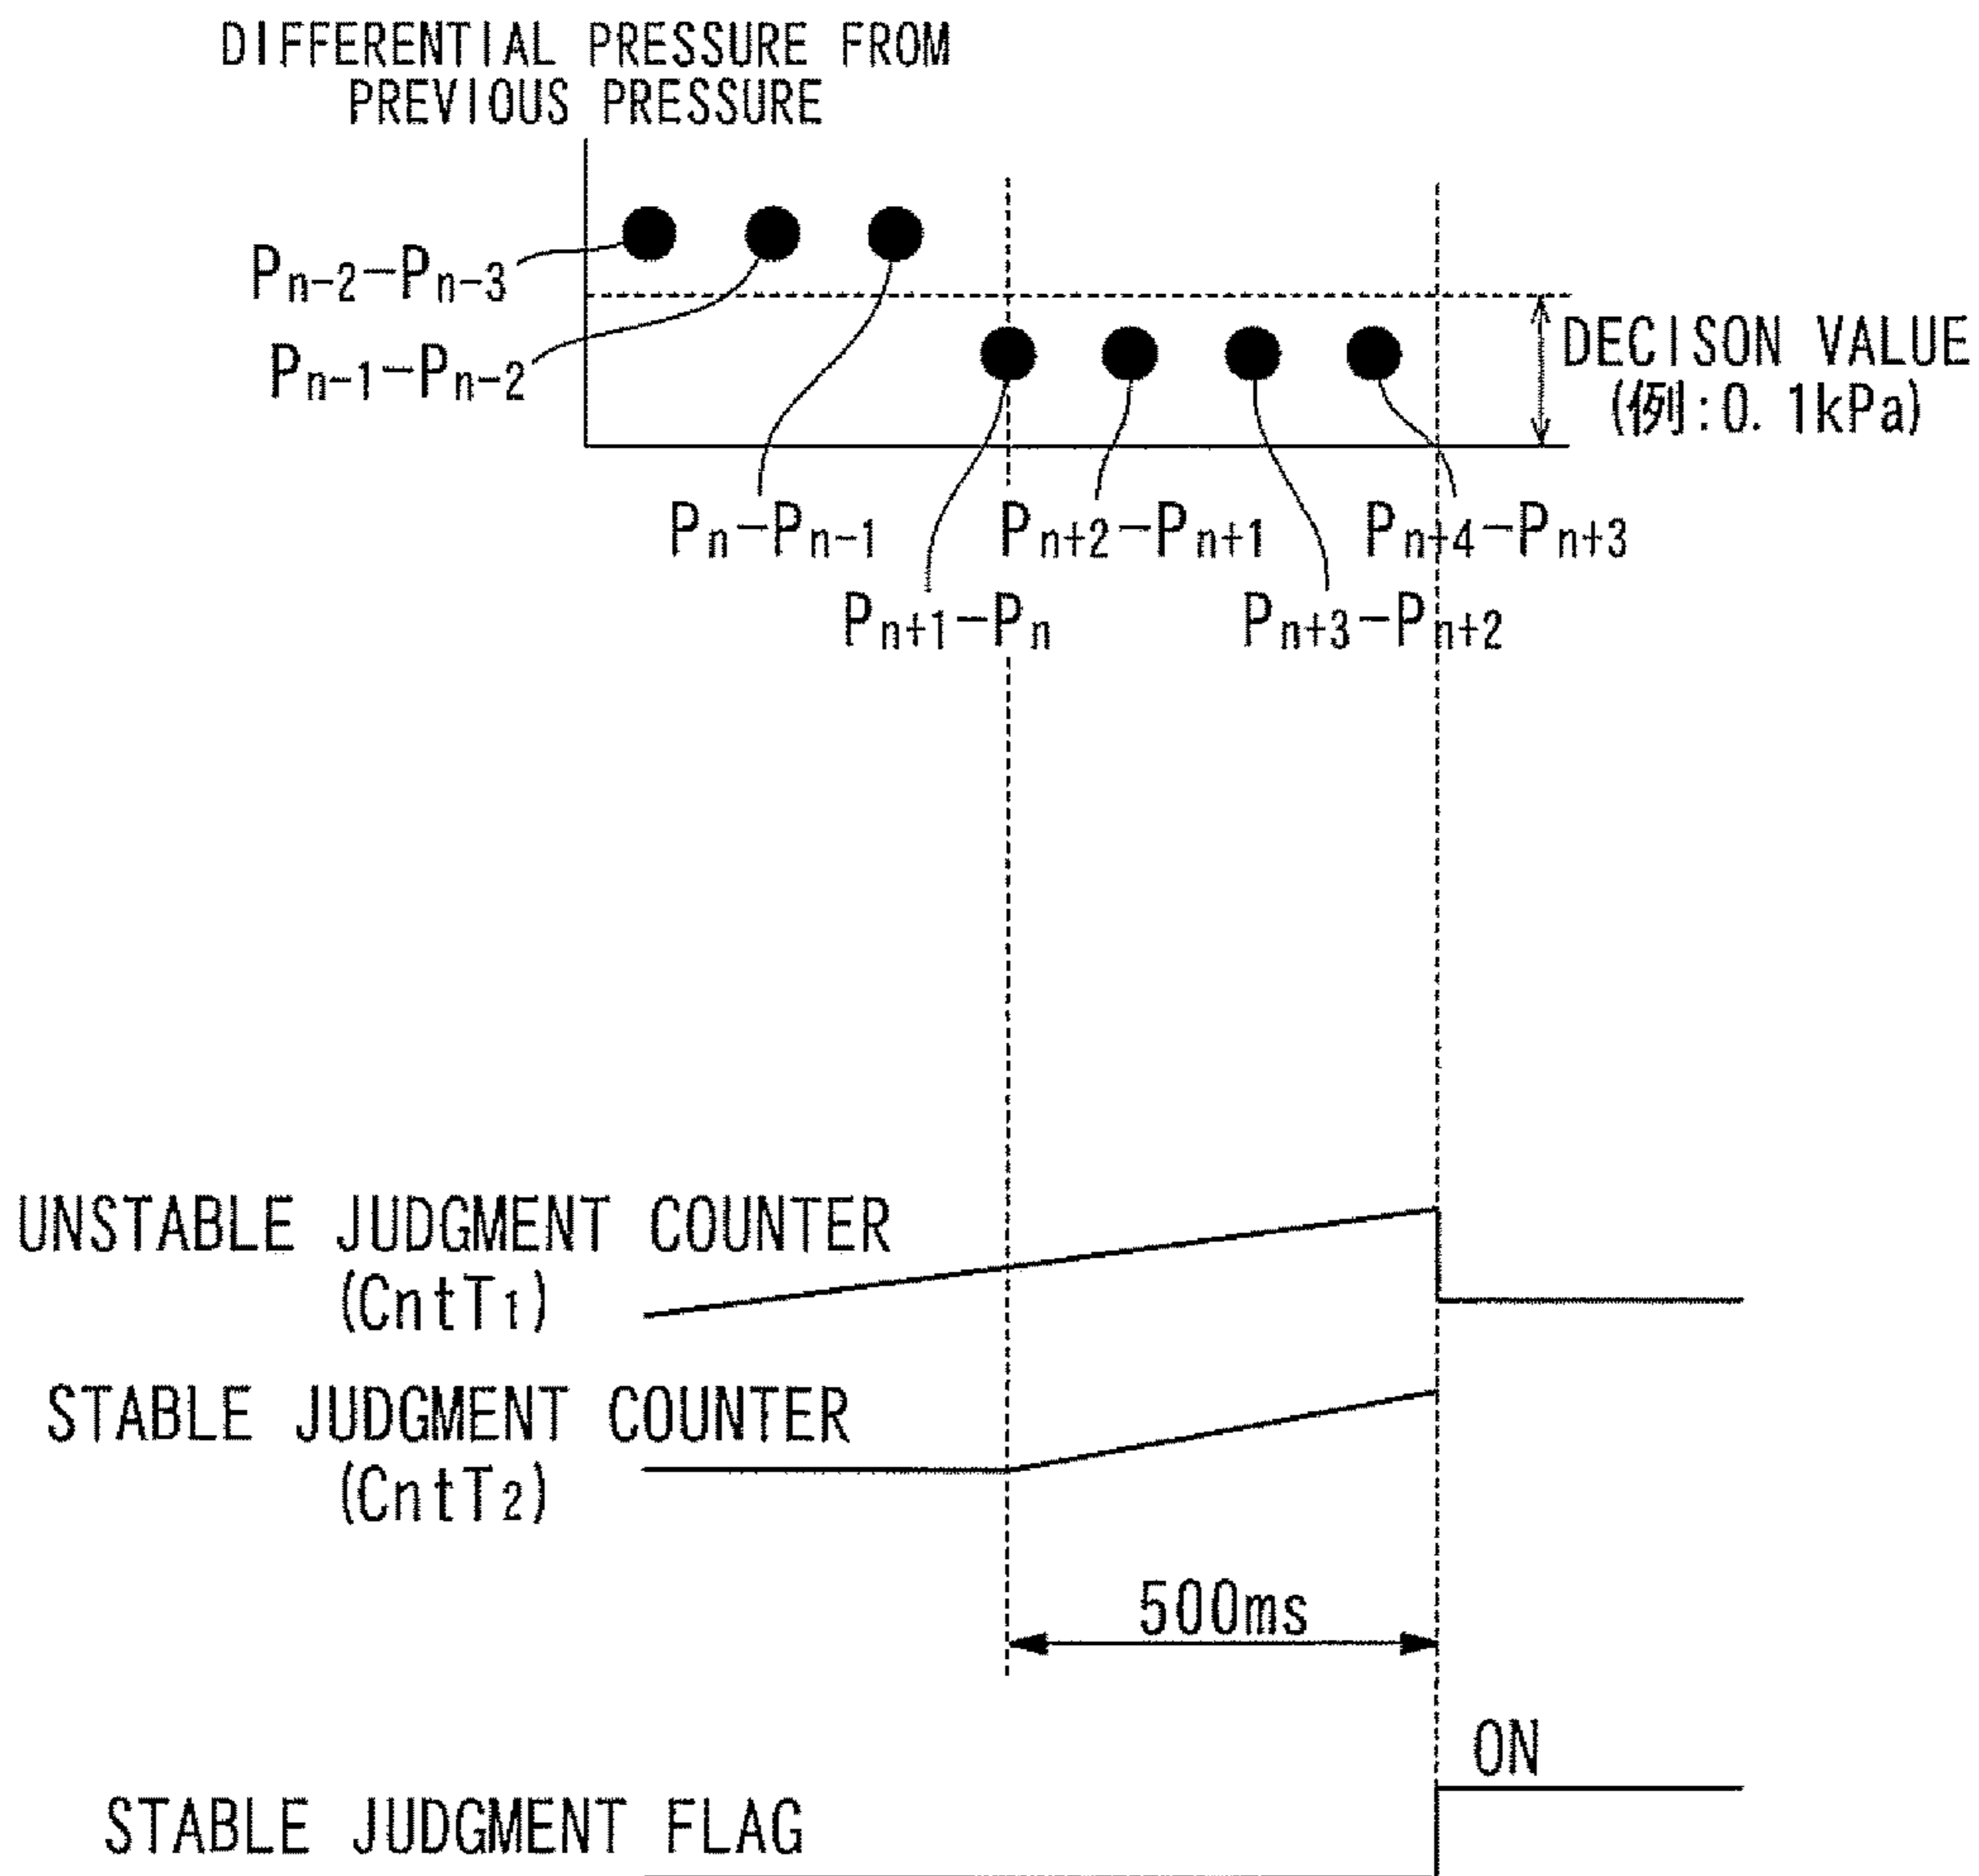 DIFFERENTIAL PRESSURE FROM
PREVIOUS PRESSURE
Pn-2-Pn-3
Pn-1-Pn-2
DECISON VALUE
(例:0.1kPa)
Pn-Pn-1
Pn+2-Pn+1
Pn+4-Pn+3
Pn+1-Pn
Pn+3-Pn+2
UNSTABLE JUDGMENT COUNTER
(CntT1)
STABLE JUDGMENT COUNTER
(CntT2)
500ms
ON
STABLE JUDGMENT FLAG